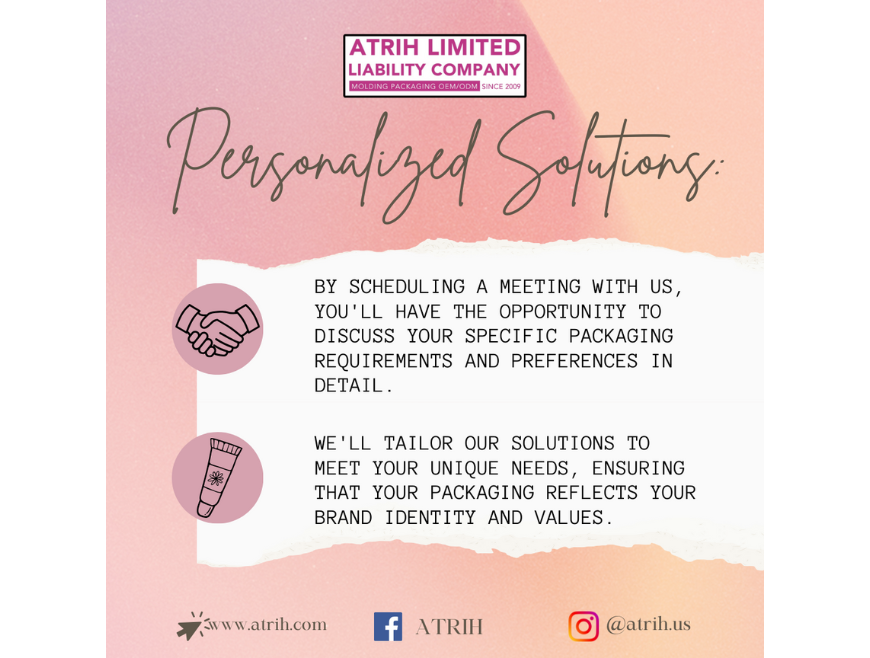 ATRIH LIMITED
LIABILITY COMPANY
MOLDING PACKAGING OEM/ODM SINCE 2009
Personalized Solutions:
BY SCHEDULING A MEETING WITH US,
YOU'LL HAVE THE OPPORTUNITY TO
DISCUSS YOUR SPECIFIC PACKAGING
REQUIREMENTS AND PREFERENCES IN
DETAIL.
WE'LL TAILOR OUR SOLUTIONS TO
MEET YOUR UNIQUE NEEDS, ENSURING
THAT YOUR PACKAGING REFLECTS YOUR
BRAND IDENTITY AND VALUES.
www.atrih.com ATRIH @atrih.us